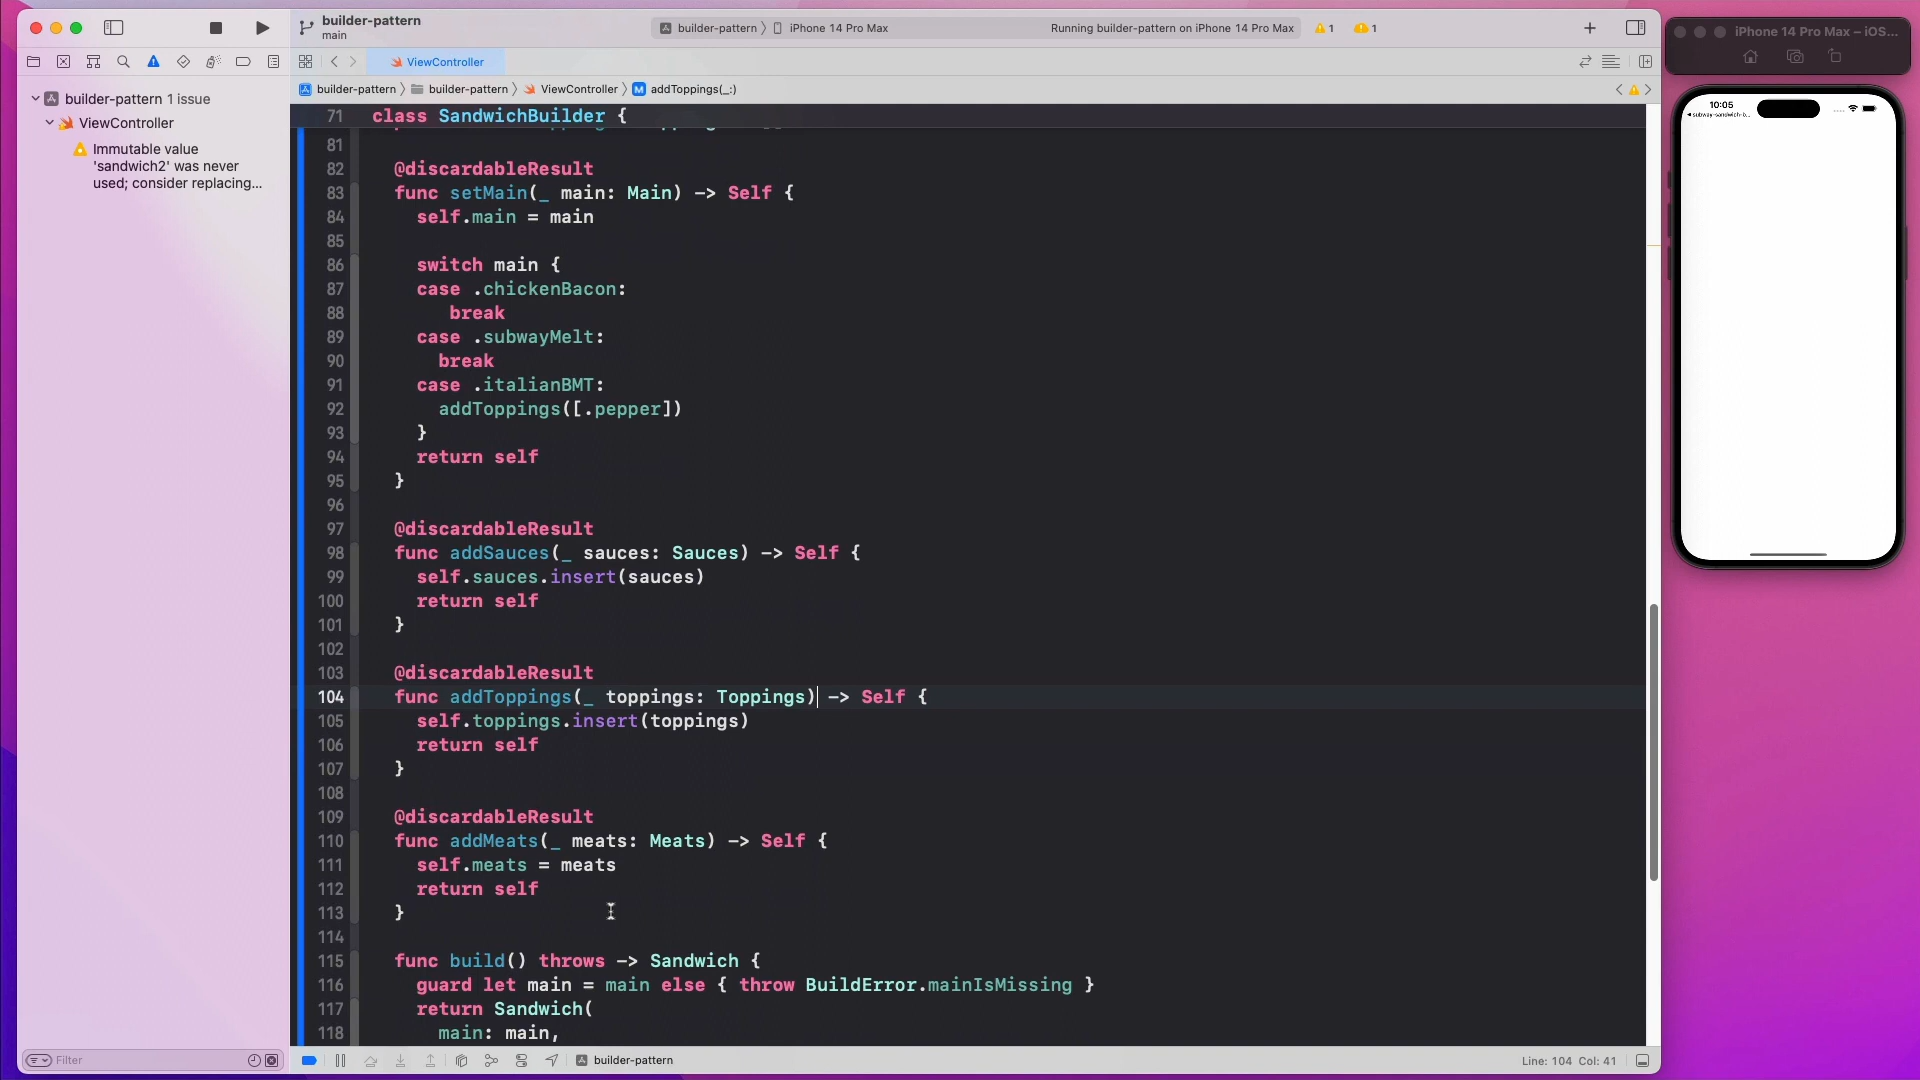 builder-pattern
main
builder-pattern
iPhone 14 Pro Max
Running builder-pattern on iPhone 14 Pro Max
1
1
iPhone 14 Pro Max – iOS...
ViewController
builder-pattern
builder-pattern
ViewController
M
addToppings(_:)
builder-pattern 1 issue
ViewController
Immutable value
'sandwich2' was never
used; consider replacing...
71 class SandwichBuilder {
81
82 @discardableResult
83 func setMain(_ main: Main) -> Self {
84 self.main = main
85
86 switch main {
87 case .chickenBacon:
88 break
89 case .subwayMelt:
90 break
91 case .italianBMT:
92 addToppings([.pepper])
93 }
94 return self
95 }
96
97 @discardableResult
98 func addSauces(_ sauces: Sauces) -> Self {
99 self.sauces.insert(sauces)
100 return self
101 }
102
103 @discardableResult
104 func addToppings(_ toppings: Toppings) -> Self {
105 self.toppings.insert(toppings)
106 return self
107 }
108
109 @discardableResult
110 func addMeats(_ meats: Meats) -> Self {
111 self.meats = meats
112 return self
113 }
114
115 func build() throws -> Sandwich {
116 guard let main = main else { throw BuildError.mainIsMissing }
117 return Sandwich(
118 main: main,
Filter
builder-pattern
Line: 104 Col: 41
10:05
subway-sandwich-b...